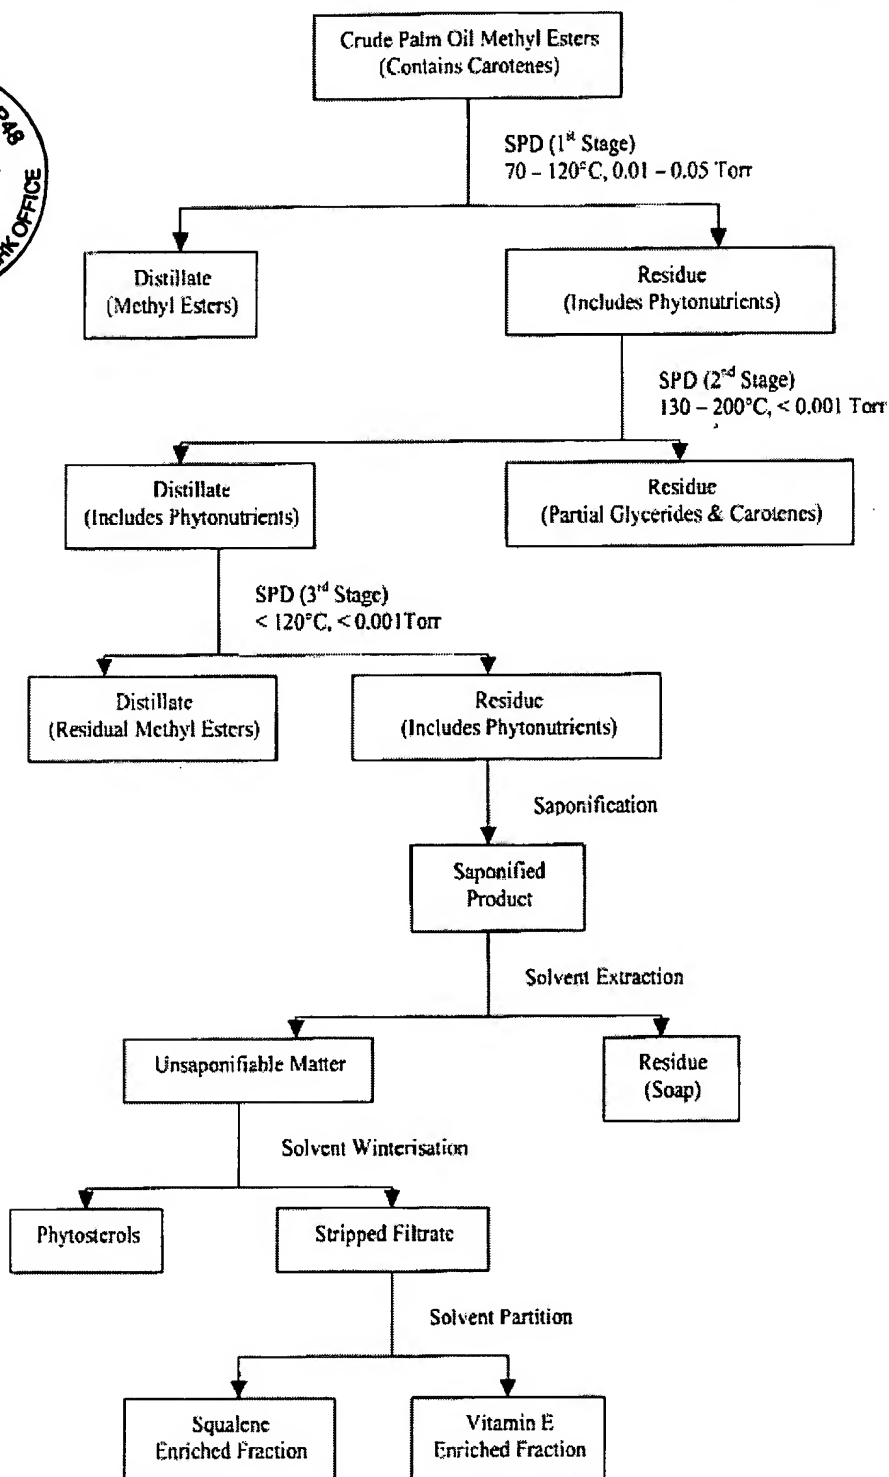 OFFICE
Crude Palm Oil Methyl Esters
(Contains Carotenes)
SPD (1st Stage)
70 – 120°C, 0.01 – 0.05 Torr
Distillate
(Methyl Esters)
Residue
(Includes Phytonutrients)
SPD (2nd Stage)
130 – 200°C, < 0.001 Torr
Distillate
(Includes Phytonutrients)
Residue
(Partial Glycerides & Carotenes)
SPD (3rd Stage)
< 120°C, < 0.001Torr
Distillate
(Residual Methyl Esters)
Residue
(Includes Phytonutrients)
Saponification
Saponified
Product
Solvent Extraction
Unsaponifiable Matter
Residue
(Soap)
Solvent Winterisation
Phytosterols
Stripped Filtrate
Solvent Partition
Squalene
Enriched Fraction
Vitamin E
Enriched Fraction